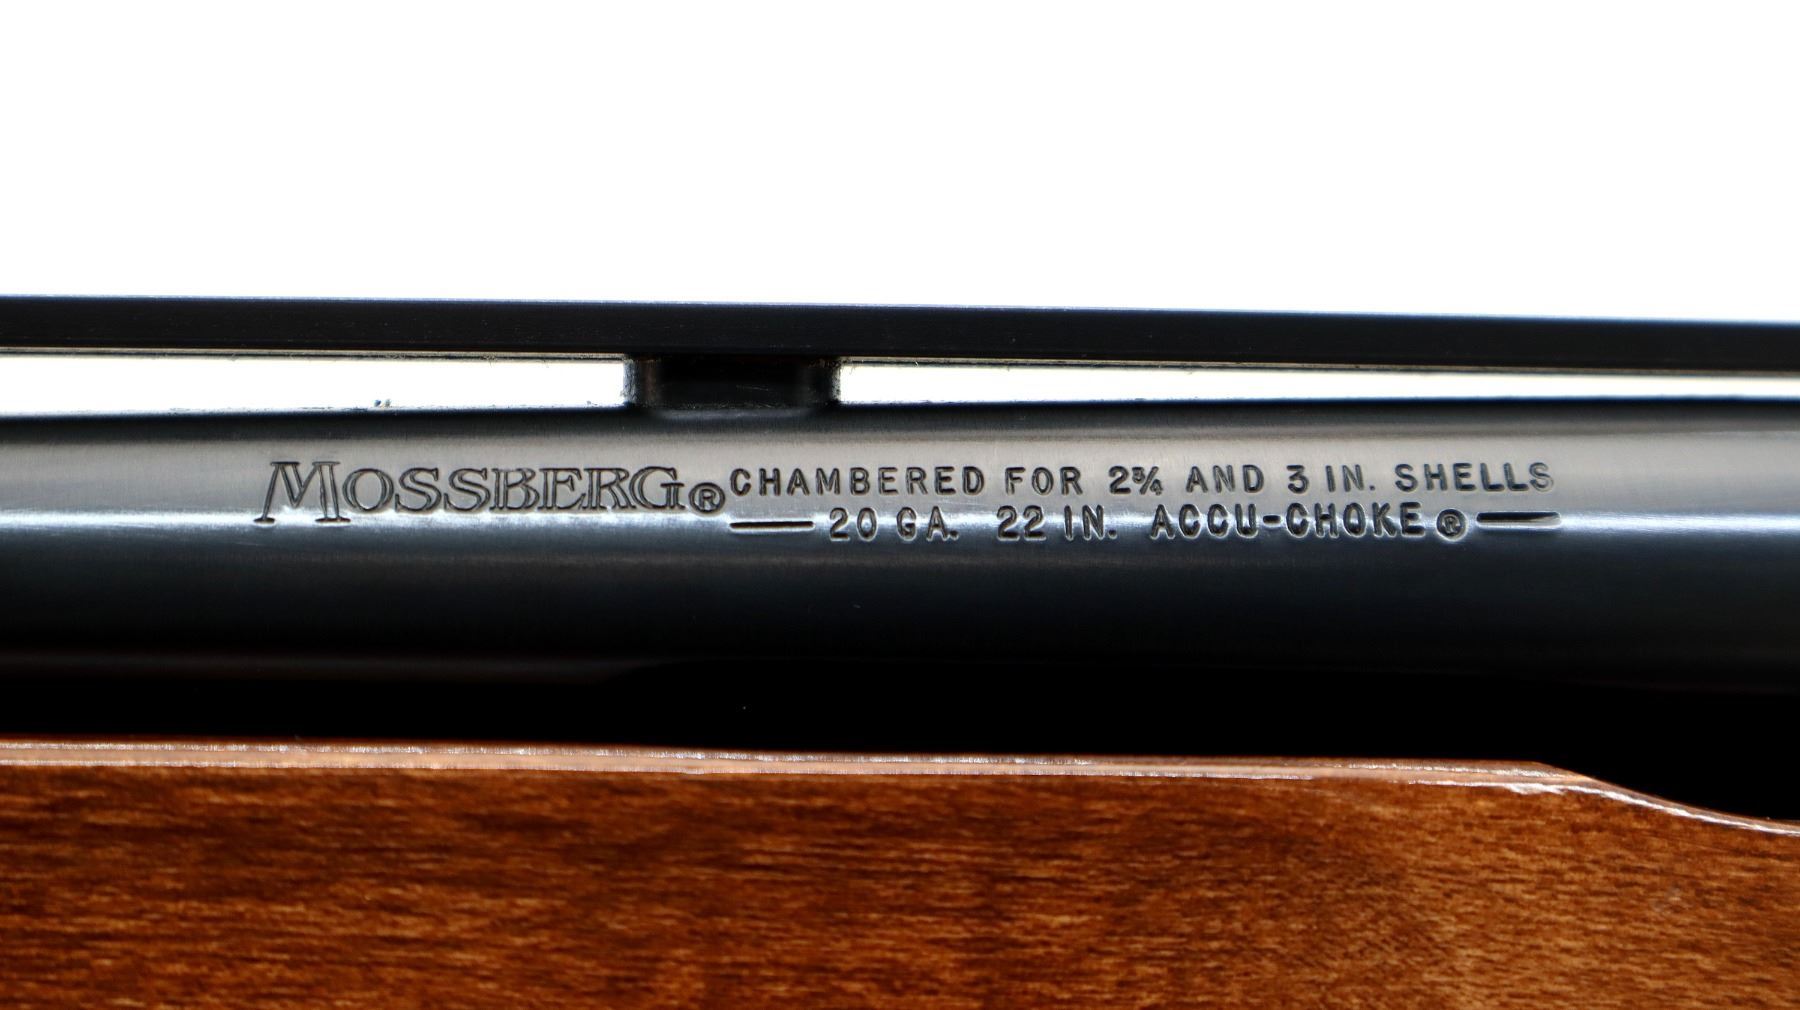 MOSSBERG® CHAMBERED FOR 2¾ AND 3 IN. SHELLS
— 20 GA. 22 IN. ACCU-CHOKE® —